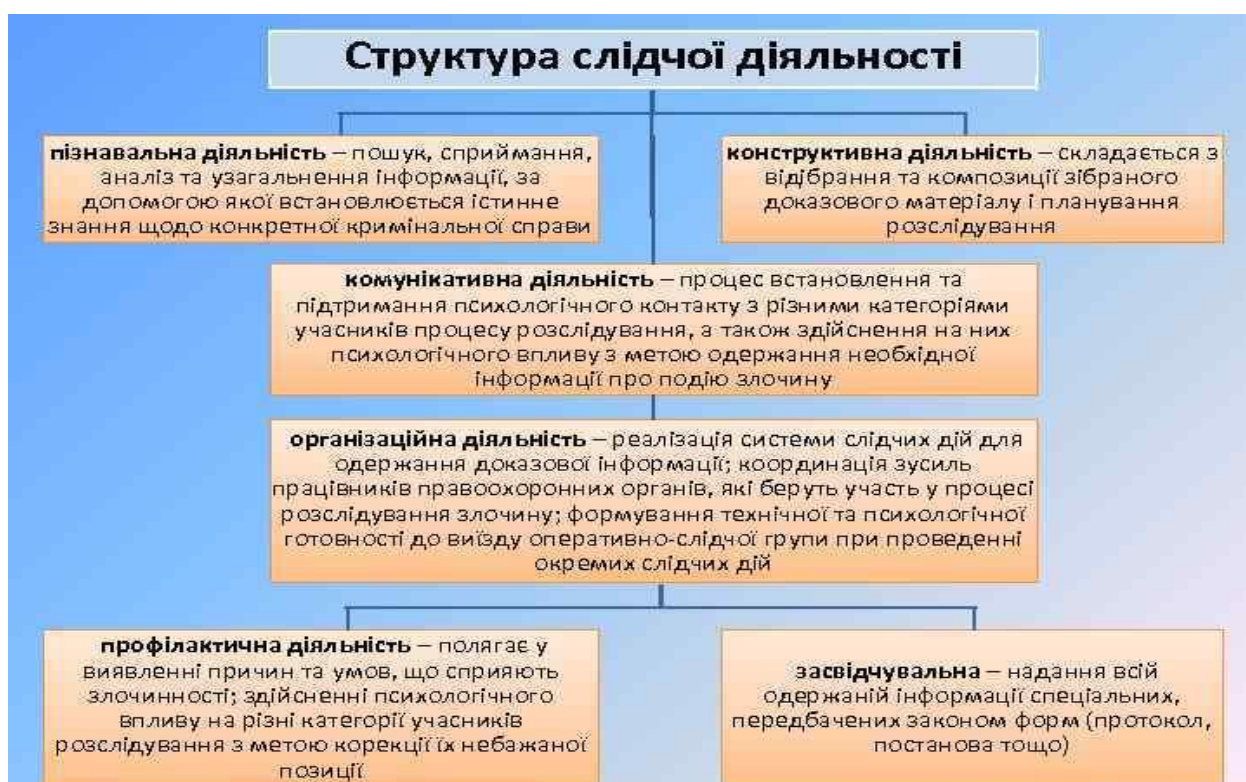 Структура слідчої діяльності
пізнавальна діяльність – пошук, сприймання,
аналіз та узагальнення інформації, за
допомогою якої встановлюється істинне
знання щодо конкретної кримінальної справи
конструктивна діяльність – складається з
відібрання та композиції зібраного
доказового матеріалу і планування
розслідування
комунікативна діяльність – процес встановлення та
підтримання психологічного контакту з різними категоріями
учасників процесу розслідування, а також здійснення на них
психологічного впливу з метою одержання необхідної
інформації про подію злочину
організаційна діяльність – реалізація системи слідчих дій для
одержання доказової інформації; координація зусиль
працівників правоохоронних органів, які беруть участь у процесі
розслідування злочину; формування технічної та психологічної
готовності до виїзду оперативно-слідчої групи при проведенні
окремих слідчих дій
профілактична діяльність – полягає у
виявленні причин та умов, що сприяють
злочинності; здійсненні психологічного
впливу на різні категорії учасників
розслідування з метою корекції їх небажаної
позиції
засвідчувальна – надання всій
одержаній інформації спеціальних,
передбачених законом форм (протокол,
постанова тощо)